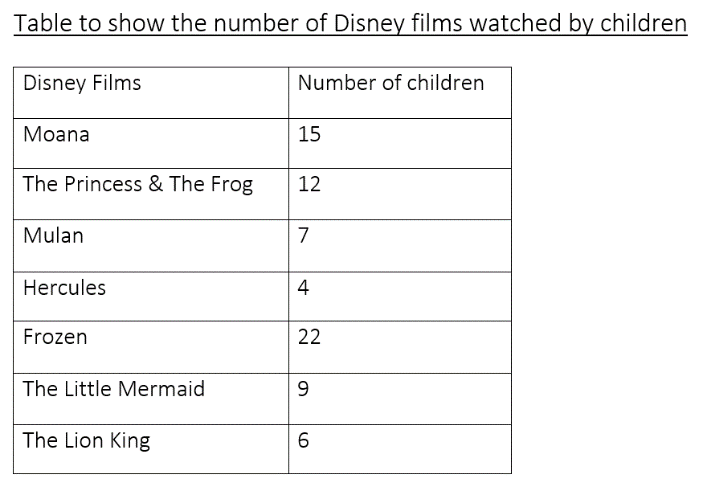 Table to show the number of Disney films watched by children
Disney Films Number of children
Moana 15
The Princess & The Frog 12
Mulan 7
Hercules 4
Frozen 22
The Little Mermaid 9
The Lion King 6